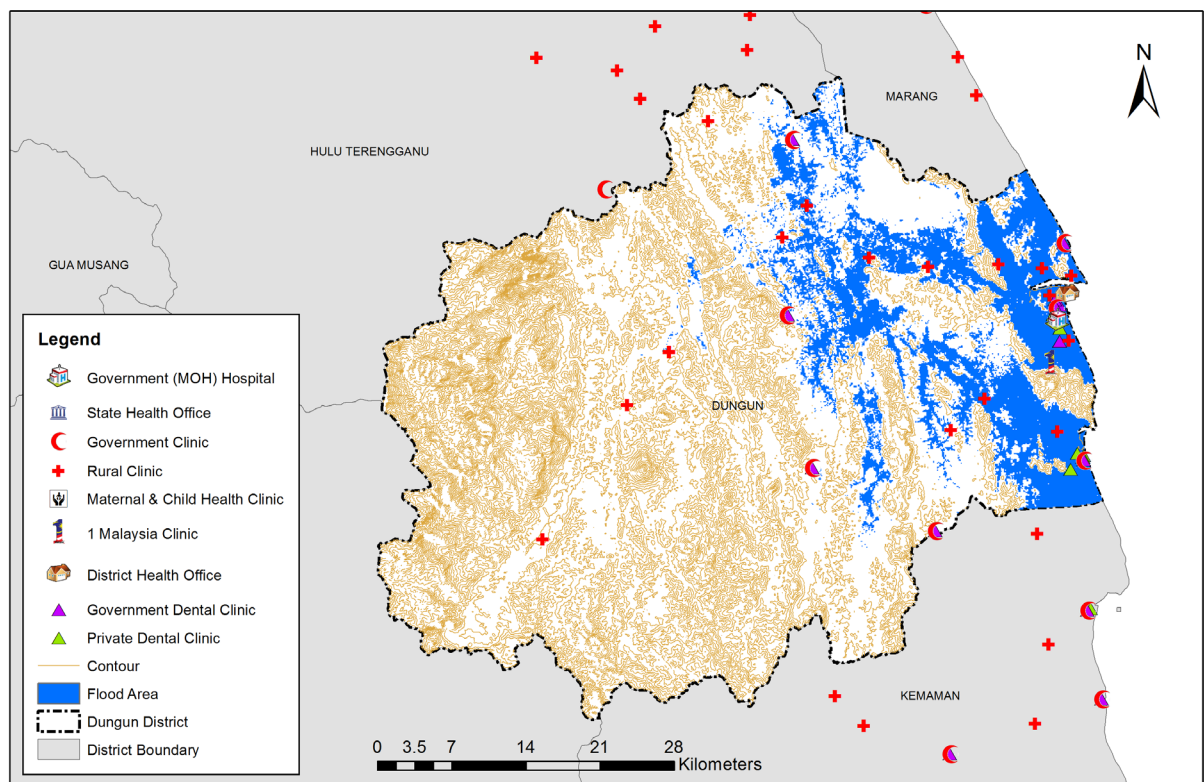 N
MARANG
HULU TERENGGANU
GUA MUSANG
DUNGUN
KEMAMAN
Legend
Government (MOH) Hospital
State Health Office
Government Clinic
Rural Clinic
Maternal & Child Health Clinic
1 Malaysia Clinic
District Health Office
Government Dental Clinic
Private Dental Clinic
Contour
Flood Area
Dungun District
District Boundary
0 3.5 7 14 21 28
Kilometers